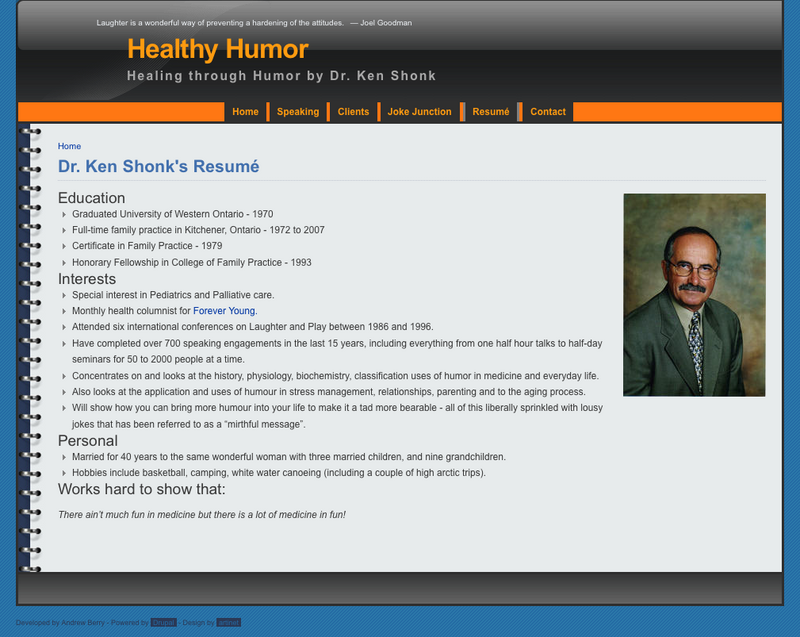 Laughter is a wonderful way of preventing a hardening of the attitudes. — Joel Goodman
Healthy Humor
Healing through Humor by Dr. Ken Shonk
Home Speaking Clients Joke Junction Resumé Contact
Home
Dr. Ken Shonk's Resumé
Education
Graduated University of Western Ontario - 1970
Full-time family practice in Kitchener, Ontario - 1972 to 2007
Certificate in Family Practice - 1979
Honorary Fellowship in College of Family Practice - 1993
Interests
Special interest in Pediatrics and Palliative care.
Monthly health columnist for Forever Young.
Attended six international conferences on Laughter and Play between 1986 and 1996.
Have completed over 700 speaking engagements in the last 15 years, including everything from one half hour talks to half-day
seminars for 50 to 2000 people at a time.
Concentrates on and looks at the history, physiology, biochemistry, classification uses of humor in medicine and everyday life.
Also looks at the application and uses of humour in stress management, relationships, parenting and to the aging process.
Will show how you can bring more humour into your life to make it a tad more bearable - all of this liberally sprinkled with lousy
jokes that has been referred to as a “mirthful message”.
Personal
Married for 40 years to the same wonderful woman with three married children, and nine grandchildren.
Hobbies include basketball, camping, white water canoeing (including a couple of high arctic trips).
Works hard to show that:
There ain’t much fun in medicine but there is a lot of medicine in fun!
Developed by Andrew Berry - Powered by Drupal - Design by artinet